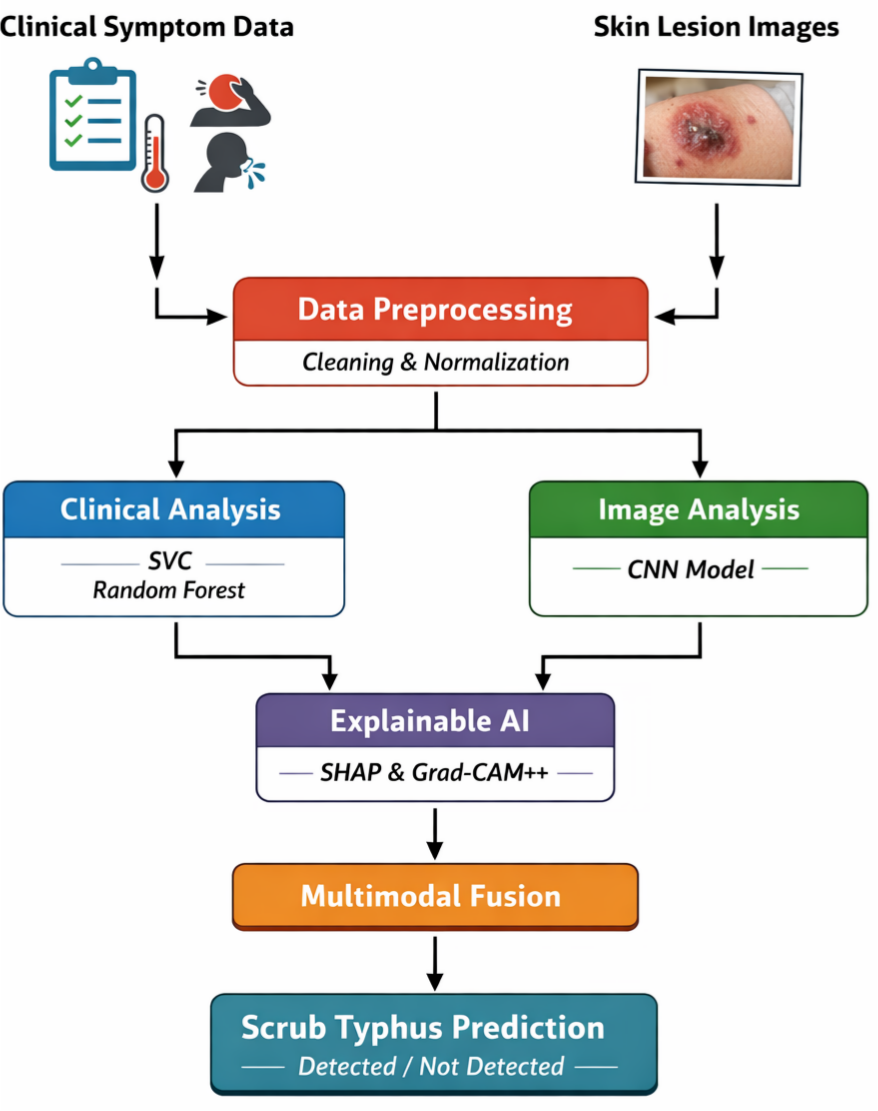 Clinical Symptom Data
Skin Lesion Images
Data Preprocessing
Cleaning & Normalization
Clinical Analysis
SVC
Random Forest
Image Analysis
CNN Model
Explainable AI
SHAP & Grad-CAM++
Multimodal Fusion
Scrub Typhus Prediction
Detected / Not Detected